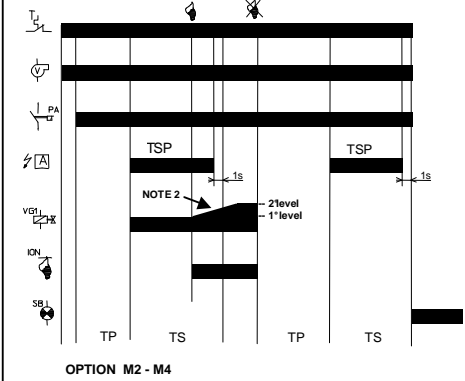 T
V
PA
TSP
TSP
A
1s
1s
NOTE 2
2°level
1°level
VG1
ION
SB
TP
TS
TP
TS
OPTION M2 - M4